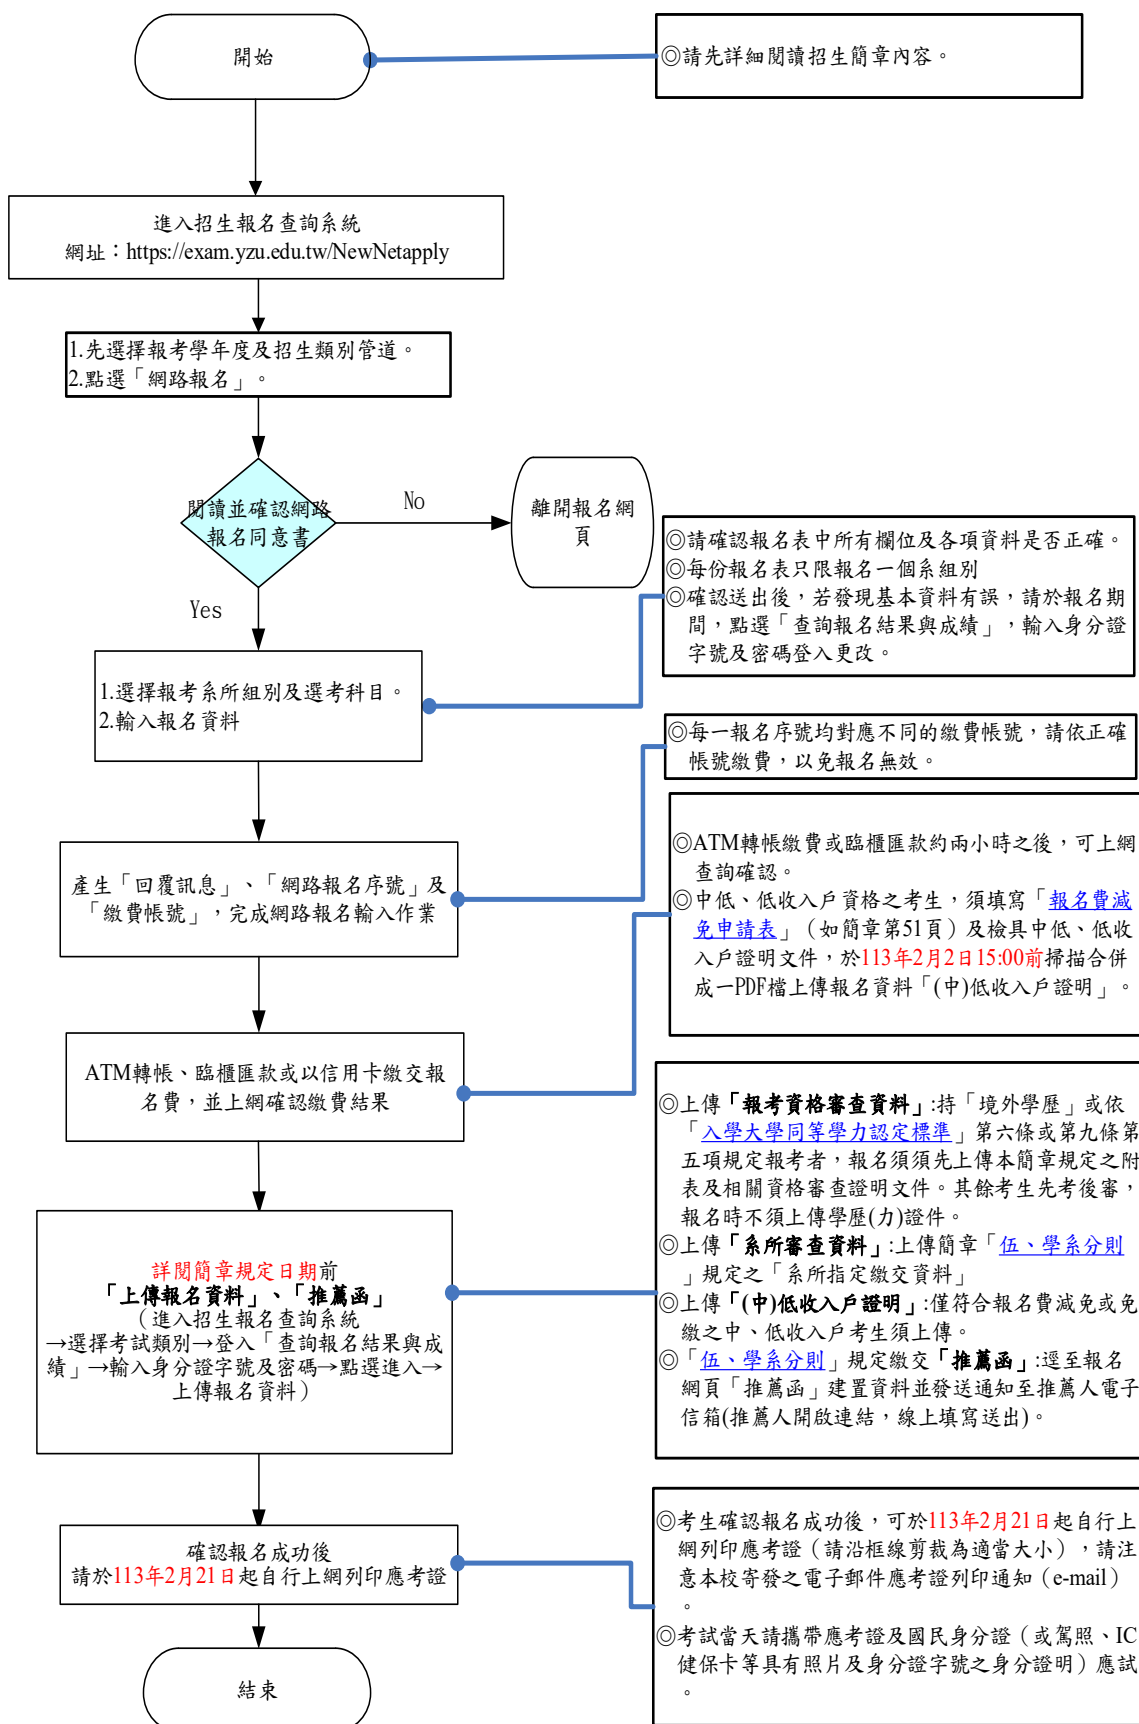 開始
◎請先詳細閱讀招生簡章內容。
進入招生報名查詢系統
網址：https://exam.yzu.edu.tw/NewNetapply
1.先選擇報考學年度及招生類別管道。
2.點選「網路報名」。
閱讀並確認網路
報名同意書
No
離開報名網
頁
Yes
◎請確認報名表中所有欄位及各項資料是否正確。
◎每份報名表只限報名一個系組別
◎確認送出後，若發現基本資料有誤，請於報名期
間，點選「查詢報名結果與成績」，輸入身分證
字號及密碼登入更改。
1.選擇報考系所組別及選考科目。
2.輸入報名資料
◎每一報名序號均對應不同的繳費帳號，請依正確
帳號繳費，以免報名無效。
產生「回覆訊息」、「網路報名序號」及
「繳費帳號」，完成網路報名輸入作業
◎ATM轉帳繳費或臨櫃匯款約兩小時之後，可上網
查詢確認。
◎中低、低收入戶資格之考生，須填寫「報名費減
免申請表」（如簡章第51頁）及檢具中低、低收
入戶證明文件，於113年2月2日15:00前掃描合併
成一PDF檔上傳報名資料「(中)低收入戶證明」。
ATM轉帳、臨櫃匯款或以信用卡繳交報
名費，並上網確認繳費結果
◎上傳「報考資格審查資料」:持「境外學歷」或依
「入學大學同等學力認定標準」第六條或第九條第
五項規定報考者，報名須須先上傳本簡章規定之附
表及相關資格審查證明文件。其餘考生先考後審，
報名時不須上傳學歷(力)證件。
◎上傳「系所審查資料」:上傳簡章「伍、學系分則
」規定之「系所指定繳交資料」
◎上傳「(中)低收入戶證明」:僅符合報名費減免或免
繳之中、低收入戶考生須上傳。
◎「伍、學系分則」規定繳交「推薦函」:逕至報名
網頁「推薦函」建置資料並發送通知至推薦人電子
信箱(推薦人開啟連結，線上填寫送出)。
詳閱簡章規定日期前
「上傳報名資料」、「推薦函」
（進入招生報名查詢系統
→選擇考試類別→登入「查詢報名結果與成
績」→輸入身分證字號及密碼→點選進入→
上傳報名資料）
確認報名成功後
請於113年2月21日起自行上網列印應考證
◎考生確認報名成功後，可於113年2月21日起自行上
網列印應考證（請沿框線剪裁為適當大小），請注
意本校寄發之電子郵件應考證列印通知（e-mail）
。
◎考試當天請攜帶應考證及國民身分證（或駕照、IC
健保卡等具有照片及身分證字號之身分證明）應試
。
結束